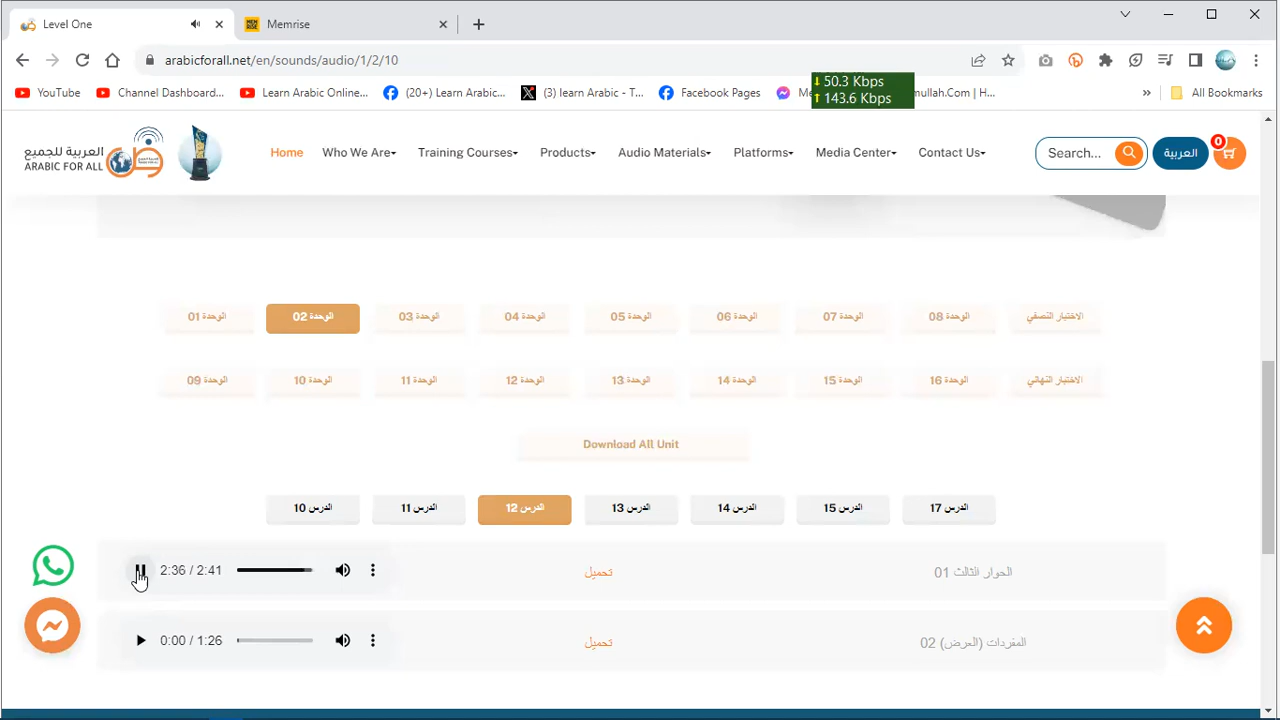 Level One
Memrise
arabicforall.net/en/sounds/audio/1/2/10
YouTube
Channel Dashboard...
Learn Arabic Online...
(20+) Learn Arabic...
(3) learn Arabic - T...
Facebook Pages
Me
mullah.Com | H...
»
All Bookmarks
50.3 Kbps
143.6 Kbps
العربية للجميع
ARABIC FOR ALL
Home
Who We Are
Training Courses
Products
Audio Materials
Platforms
Media Center
Contact Us
Search...
العربية
0
الوحدة 01
الوحدة 02
الوحدة 03
الوحدة 04
الوحدة 05
الوحدة 06
الوحدة 07
الوحدة 08
الاختبار النصفي
الوحدة 09
الوحدة 10
الوحدة 11
الوحدة 12
الوحدة 13
الوحدة 14
الوحدة 15
الوحدة 16
الاختبار النهائي
Download All Unit
الدرس 10
الدرس 11
الدرس 12
الدرس 13
الدرس 14
الدرس 15
الدرس 17
2:36 / 2:41
تحميل
الحوار الثالث 01
0:00 / 1:26
تحميل
المفردات (العرض) 02